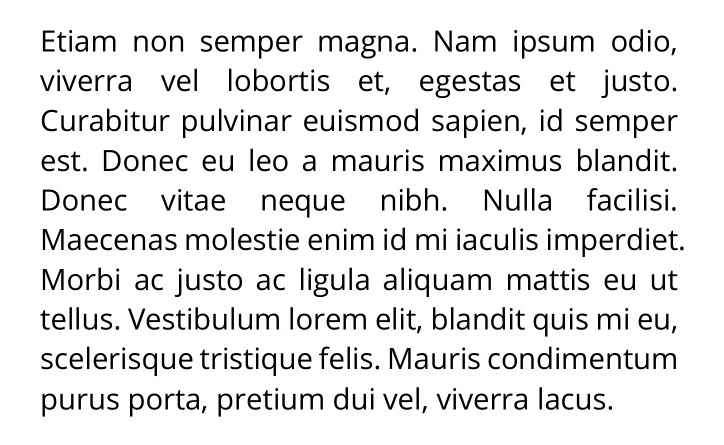 Etiam non semper magna. Nam ipsum odio,
viverra vel lobortis et, egestas et justo.
Curabitur pulvinar euismod sapien, id semper
est. Donec eu leo a mauris maximus blandit.
Donec vitae neque nibh. Nulla facilisi.
Maecenas molestie enim id mi iaculis imperdiet.
Morbi ac justo ac ligula aliquam mattis eu ut
tellus. Vestibulum lorem elit, blandit quis mi eu,
scelerisque tristique felis. Mauris condimentum
purus porta, pretium dui vel, viverra lacus.